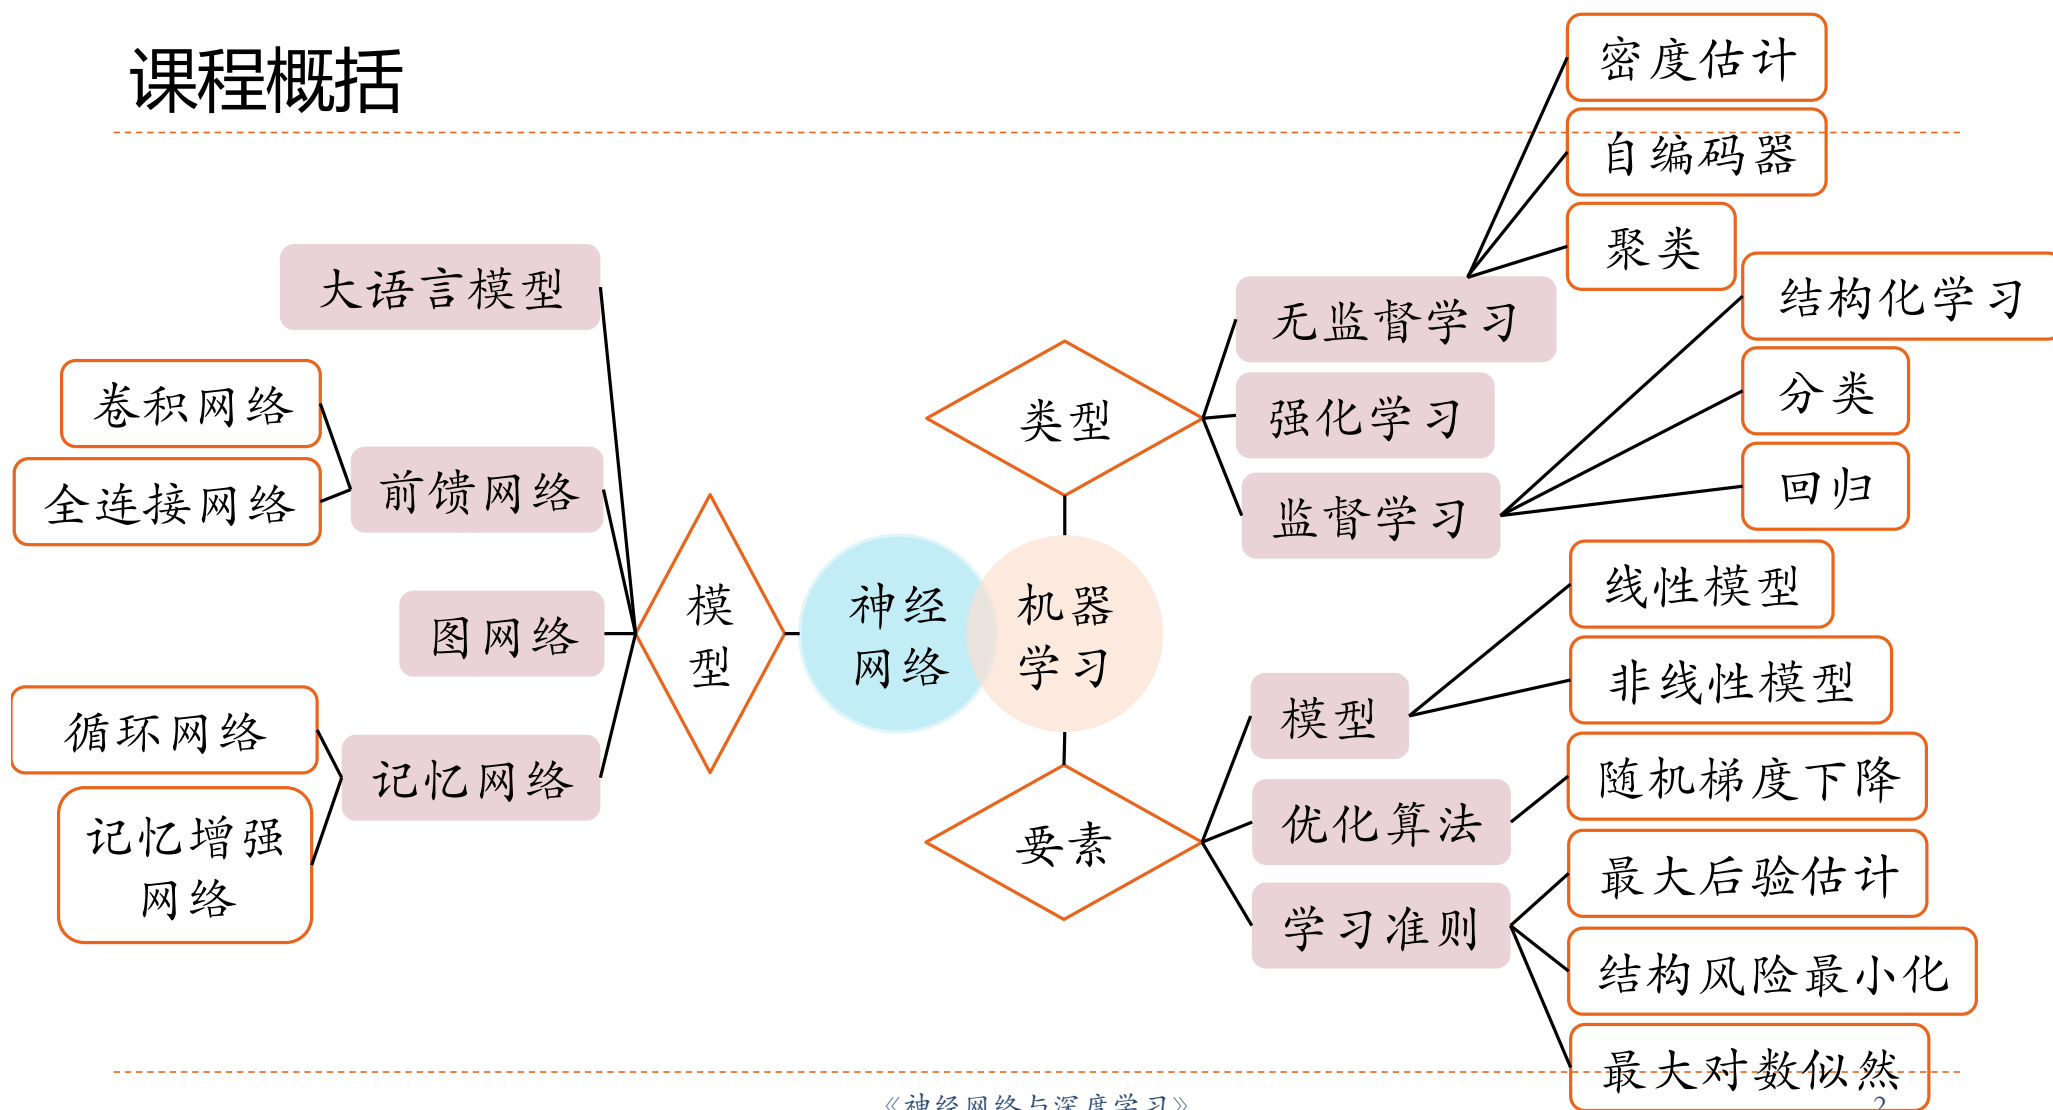 课程概括
密度估计
自编码器
聚类
大语言模型
无监督学习
结构化学习
卷积网络
类型
强化学习
分类
全连接网络
前馈网络
监督学习
回归
线性模型
模
型
神经
网络
机器
学习
图网络
非线性模型
循环网络
记忆网络
模型
随机梯度下降
记忆增强
网络
要素
优化算法
最大后验估计
学习准则
结构风险最小化
最大对数似然
《神经网络与深度学习》
2